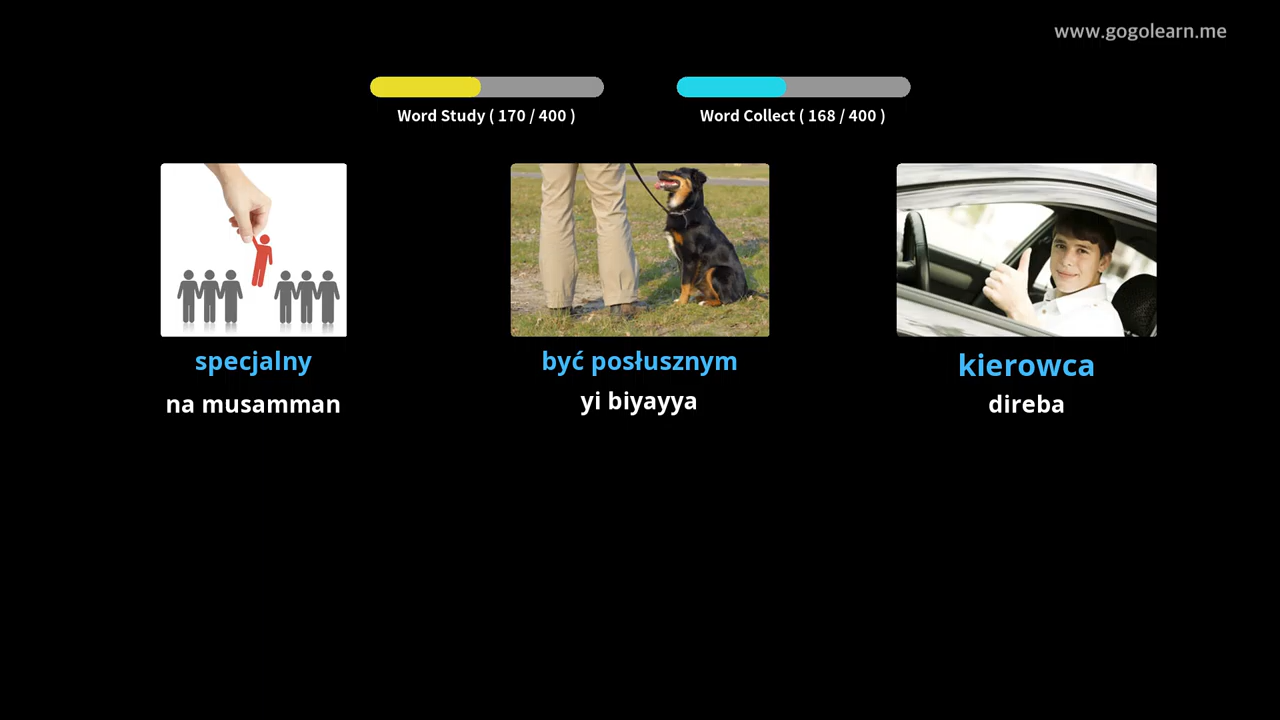 www.gogolearn.me
Word Study ( 170 / 400 )
Word Collect ( 168 / 400 )
specjalny
na musamman
być posłusznym
yi biyayya
kierowca
direba